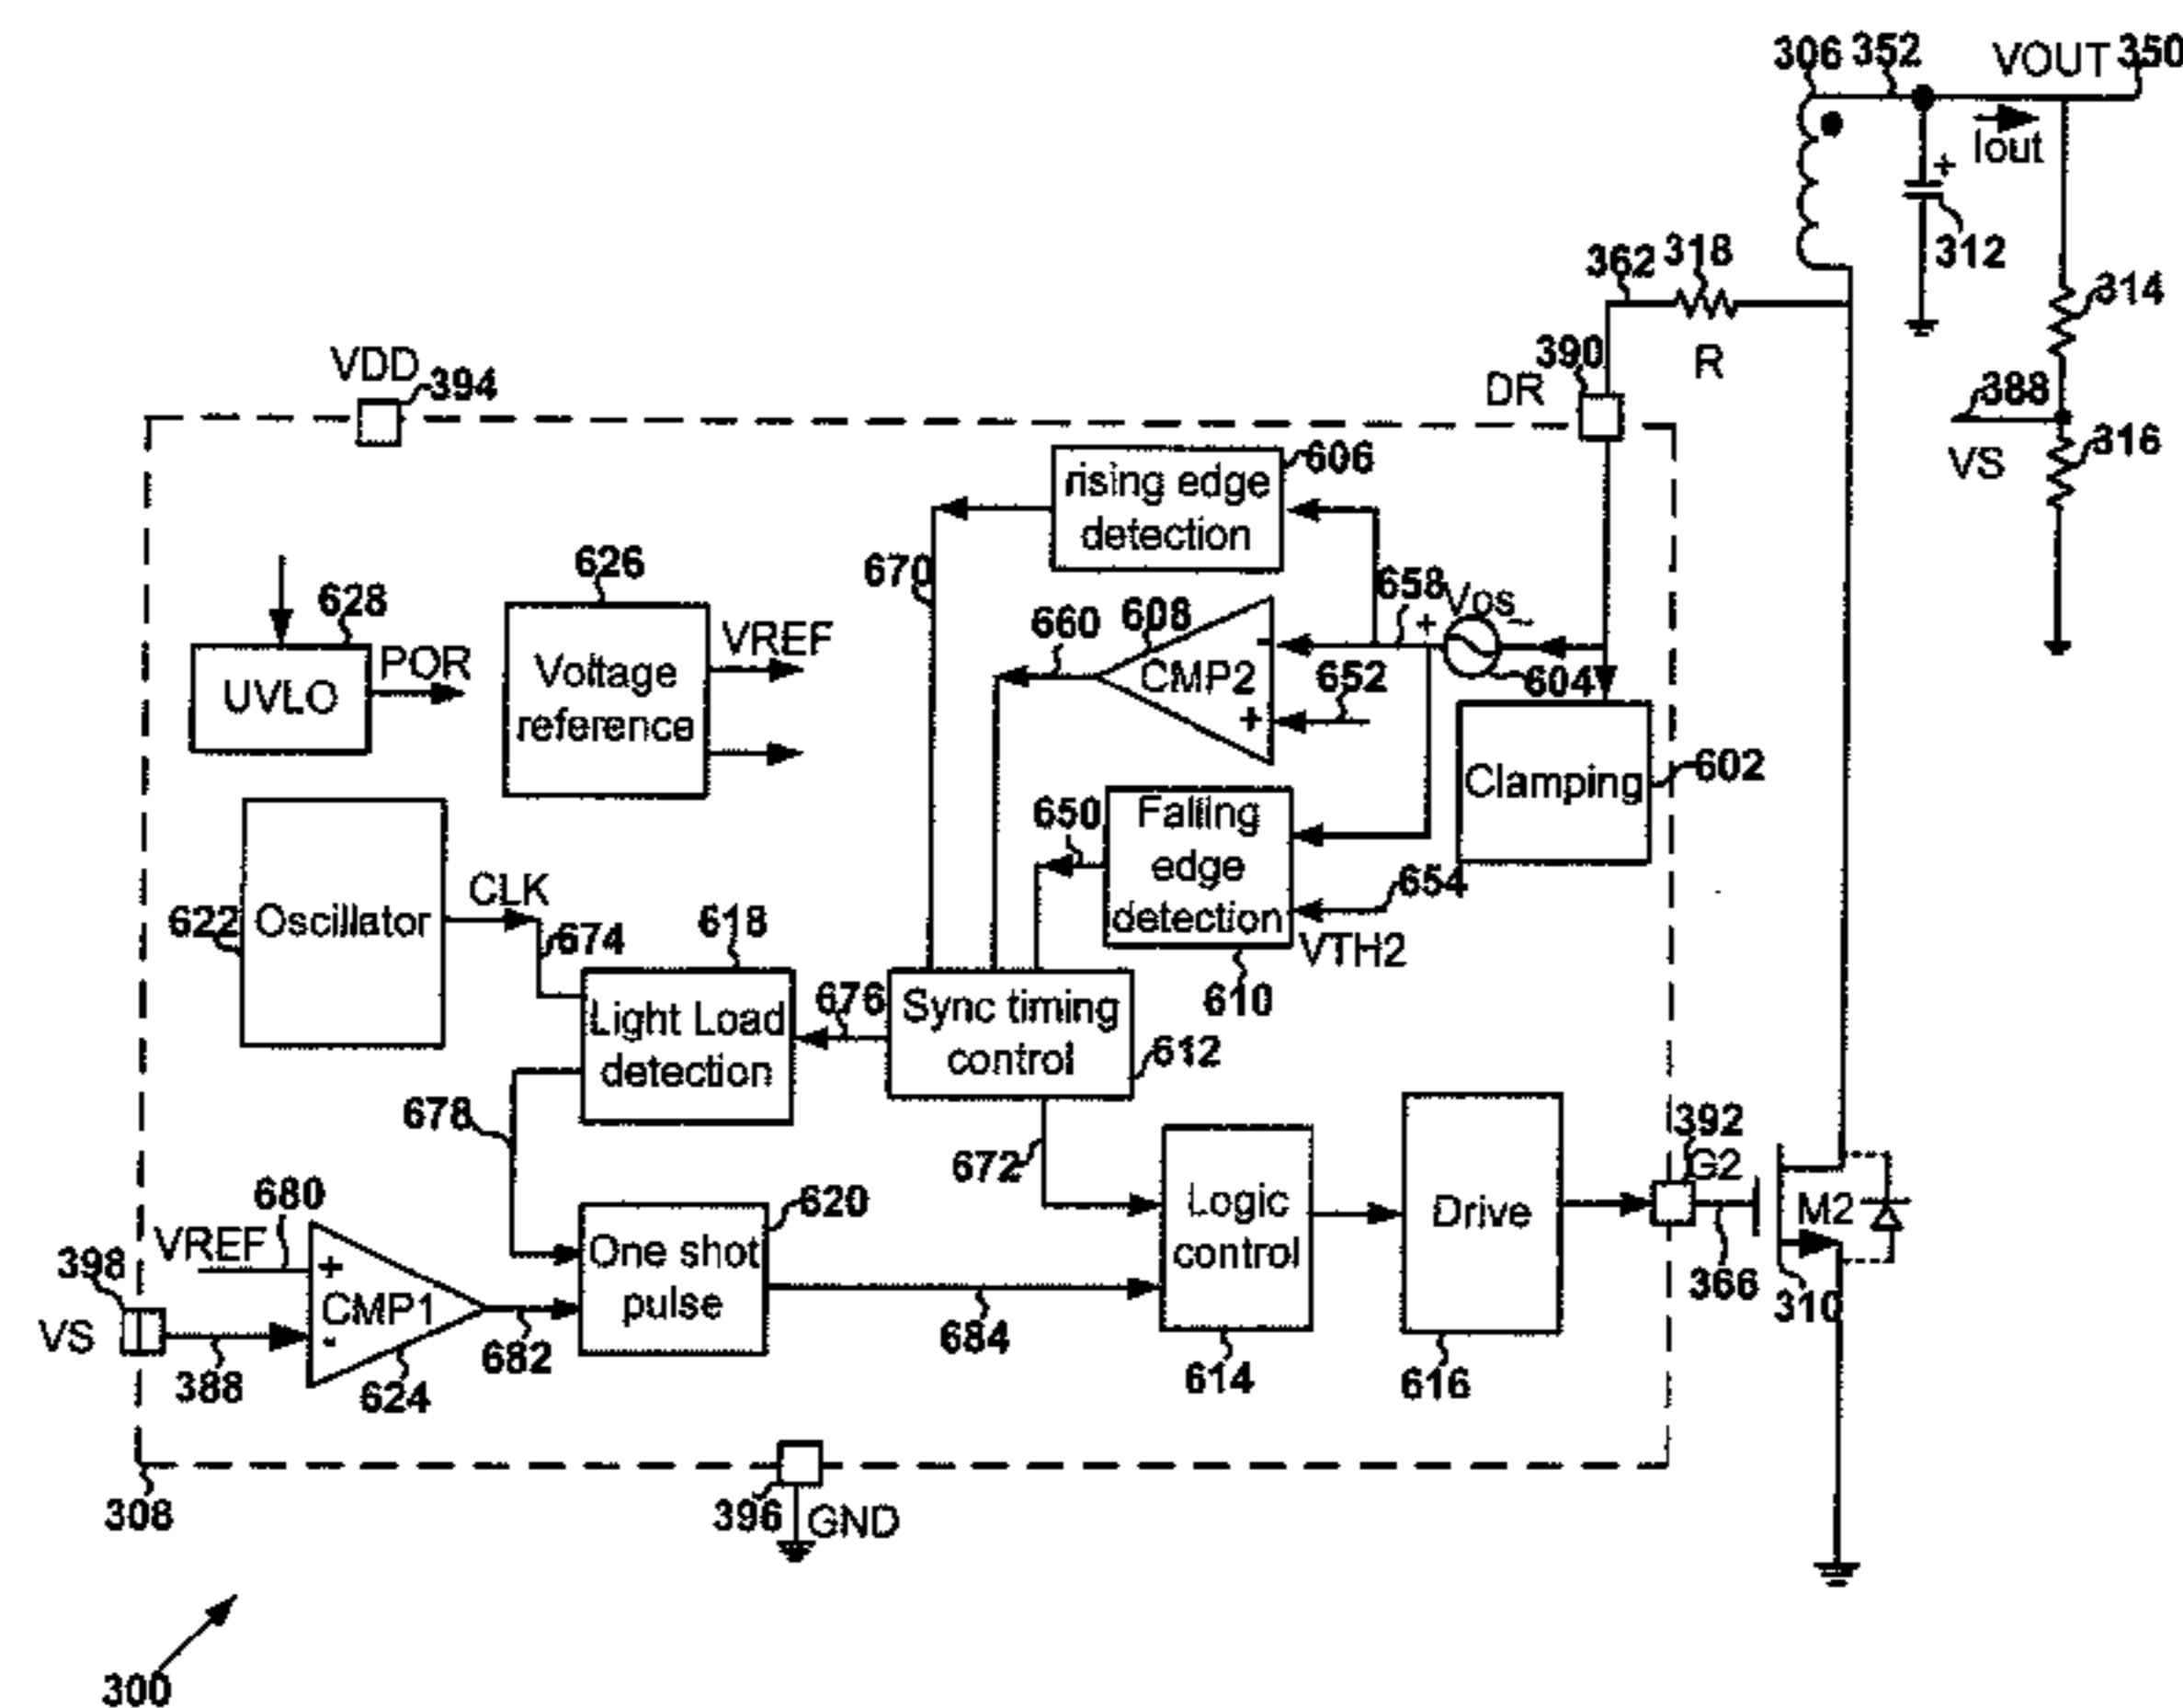 306 352 VOUT 350
Iout
+
312
362 318
314
R
390
DR
VDD
394
388
VS
316
606
rising edge
detection
670
626
628
POR
UVLO
VREF
Voltage
reference
660
608
658
+ Vos -
-
CMP2
652
+
604
Clamping
602
650
Falling
edge
detection
654
VTH2
610
CLK
622
Oscillator
674
618
Light Load
detection
676
Sync timing
control
612
678
672
680
VREF
620
392
G2
Logic
control
Drive
M2
398
+
CMP1
-
One shot
pulse
366
310
VS
388
682
684
624
614
616
308
396
GND
300